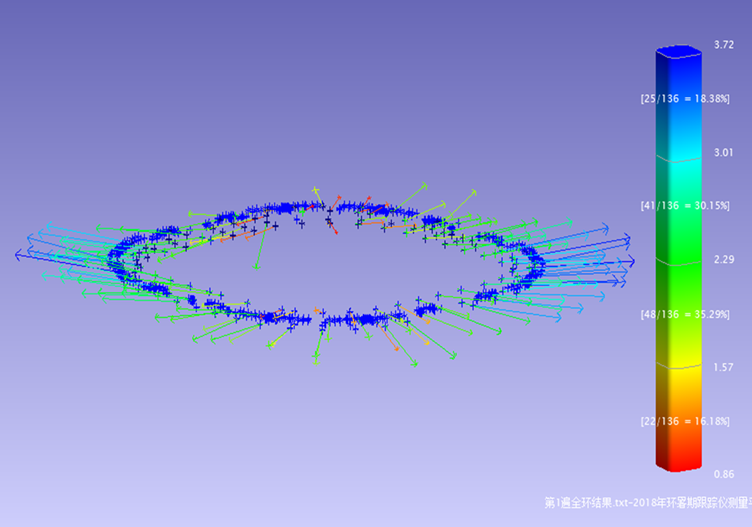 3.72
[25/136 = 18.38%]
3.01
[41/136 = 30.15%]
2.29
[48/136 = 35.29%]
1.57
[22/136 = 16.18%]
0.86
第1遍全环结果.txt-2018年环暑期跟踪仪测量